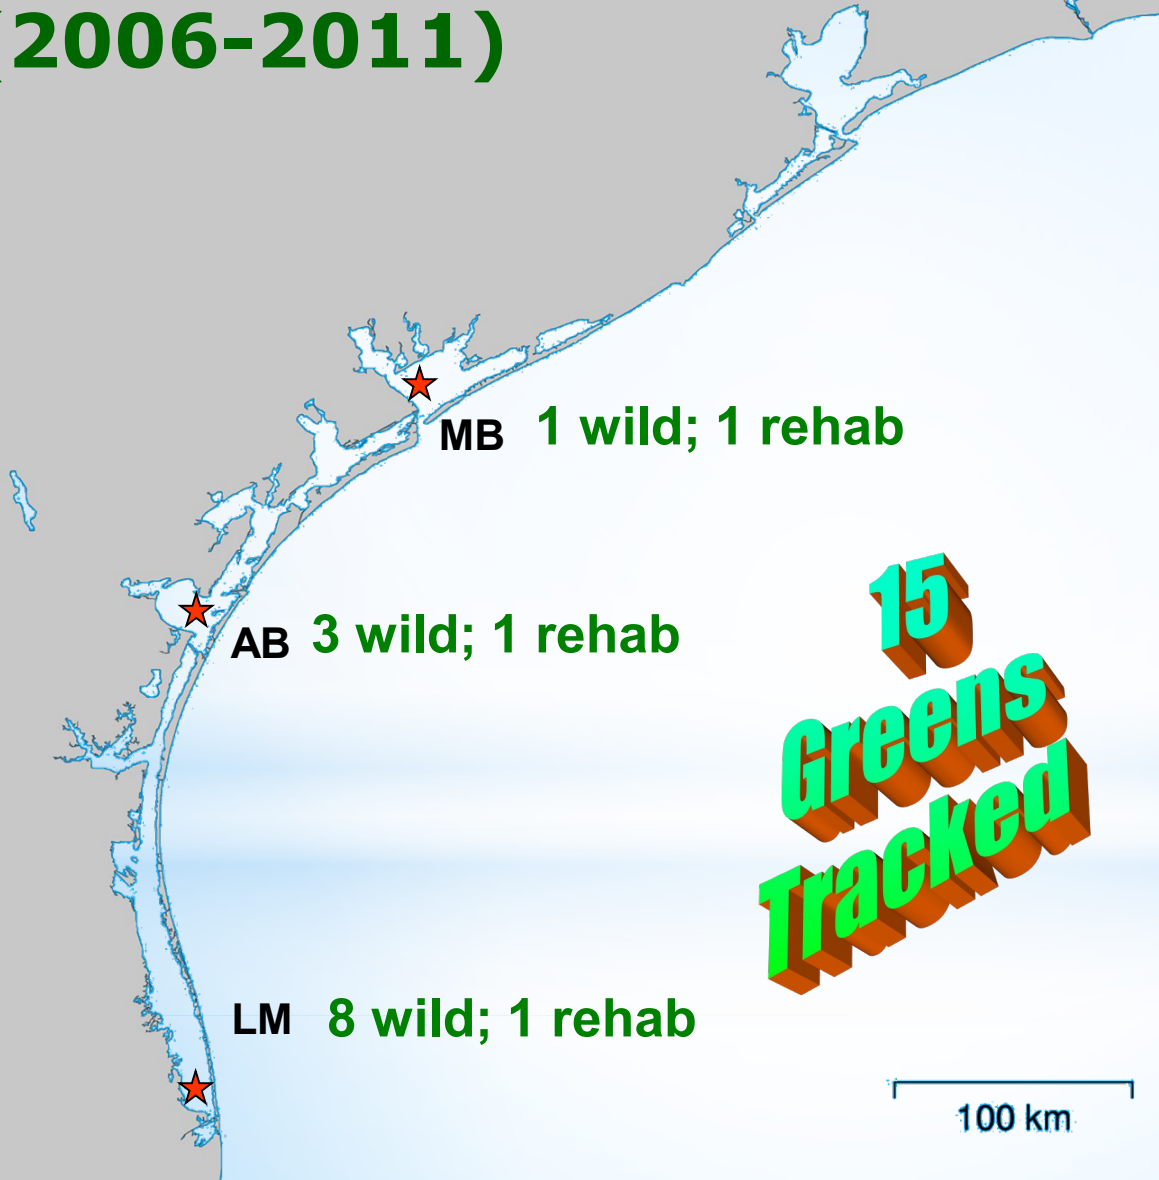 (2006-2011)
MB 1 wild; 1 rehab
AB 3 wild; 1 rehab
15
Greens
Tracked
LM 8 wild; 1 rehab
100 km